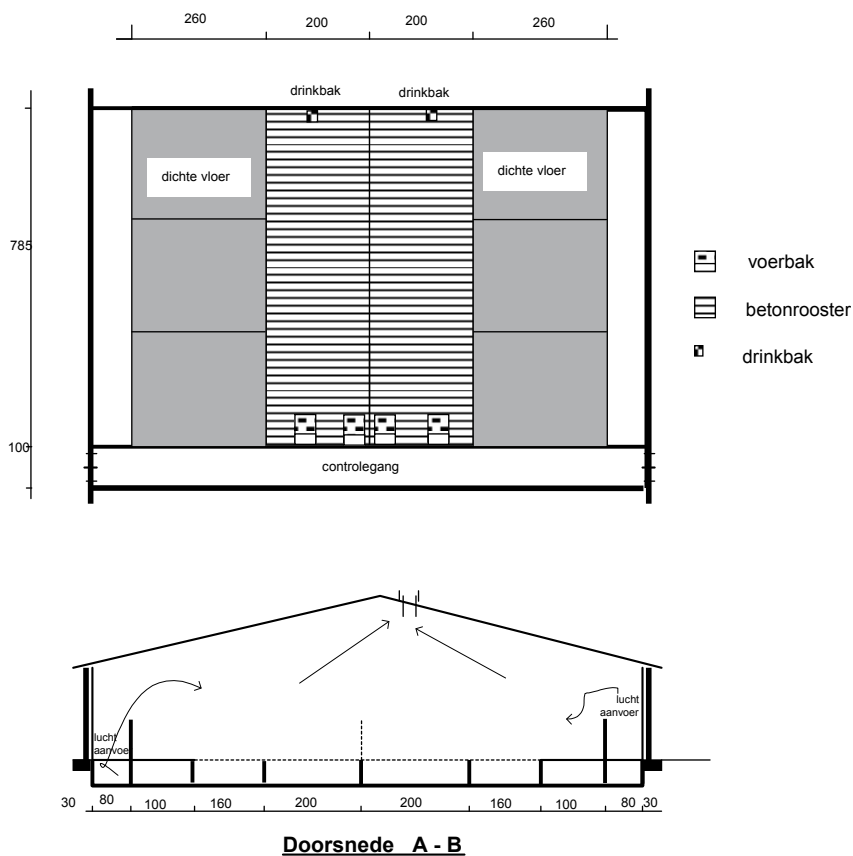 260 200 200 260
drinkbak drinkbak
dichte vloer dichte vloer
785
voerbak
betonrooster
drinkbak
100
controlegang
lucht
aanvoer
lucht
aanvoe
30 80 100 160 200 200 160 100 80 30
Doorsnede A - B